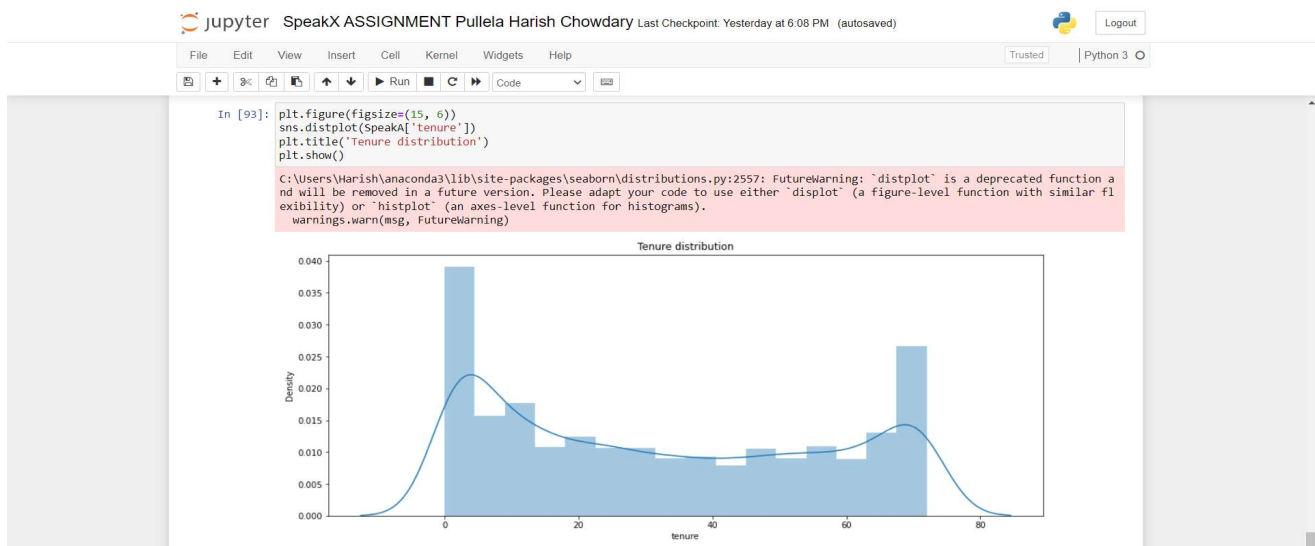 jupyter SpeakX ASSIGNMENT Pullela Harish Chowdary Last Checkpoint: Yesterday at 6:08 PM (autosaved)
Logout
File Edit View Insert Cell Kernel Widgets Help
Trusted
Python 3
Run
Code
In [93]: plt.figure(figsize=(15, 6))
sns.distplot(SpeakA['tenure'])
plt.title('Tenure distribution')
plt.show()
C:\Users\Harish\anaconda3\lib\site-packages\seaborn\distributions.py:2557: FutureWarning: `distplot` is a deprecated function a
nd will be removed in a future version. Please adapt your code to use either `displot` (a figure-level function with similar fl
exibility) or `histplot` (an axes-level function for histograms).
warnings.warn(msg, FutureWarning)
Tenure distribution
0.040
0.035
0.030
0.025
0.020
0.015
0.010
0.005
0.000
Density
0 20 40 60 80
tenure